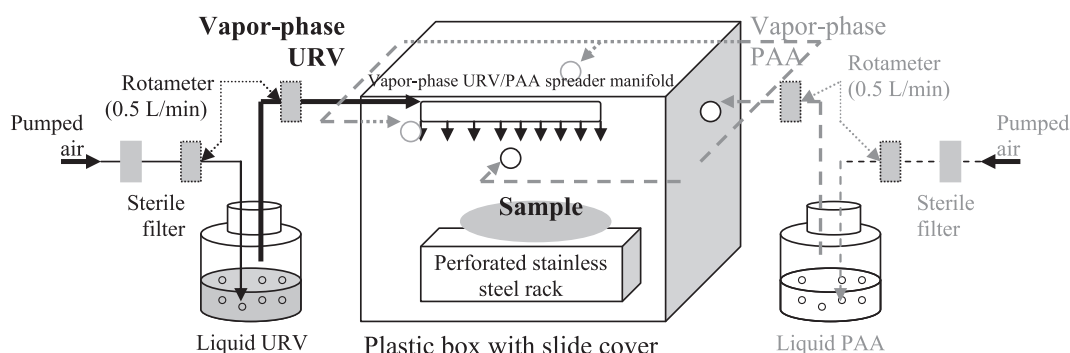 Vapor-phase
URV
Vapor-phase
PAA
Rotameter
(0.5 L/min)
Vapor-phase URV/PAA spreader manifold
Rotameter
(0.5 L/min)
Pumped
air
Pumped
air
Sterile
filter
Sample
Sterile
filter
Perforated stainless
steel rack
Liquid URV
Plastic box with slide cover
Liquid PAA